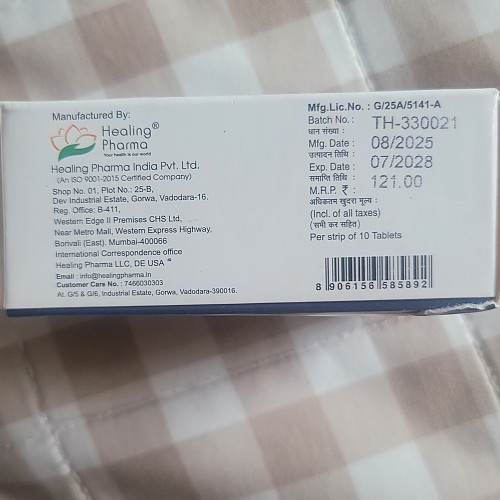 Manufactured By:
Healing®
Pharma
Your health is our world
Healing Pharma India Pvt. Ltd.
(An ISO 9001-2015 Certified Company)
Shop No. 01, Plot No.: 25-B,
Dev Industrial Estate, Gorwa, Vadodara-16.
Reg. Office: B-411,
Western Edge II Premises CHS Ltd,
Near Metro Mall, Western Express Highway,
Borivali (East). Mumbai-400066
International Correspondence office
Healing Pharma LLC, DE USA
Email : info@healingpharma.in
Customer Care No. : 7466030303
At. G/5 & G/6, Industrial Estate, Gorwa, Vadodara-390016.
Mfg.Lic.No. : G/25A/5141-A
Batch No. : TH-330021
धान संख्या :
Mfg. Date : 08/2025
उत्पादन तिथि :
Exp. Date : 07/2028
समाप्ति तिथि :
M.R.P. ₹ : 121.00
अधिकतम खुदरा मूल्य :
(Incl. of all taxes)
(सभी कर सहित)
Per strip of 10 Tablets
8 906156 585892